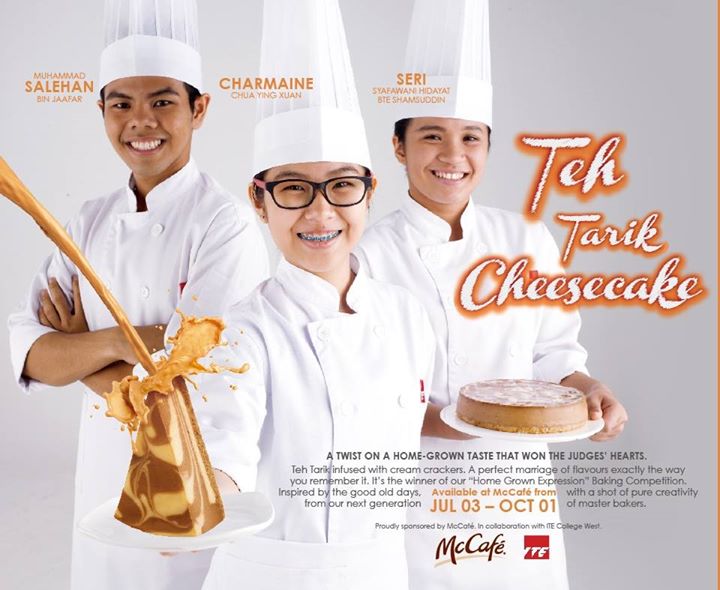 MUHAMMAD
SALEHAN
BIN JAAFAR
CHARMAINE
CHUA YING XUAN
SERI
SYAFAWANI HIDAYAT
BTE SHAMSUDDIN
Teh
Tarik
Cheesecake
A TWIST ON A HOME-GROWN TASTE THAT WON THE JUDGES' HEARTS.
Teh Tarik infused with cream crackers. A perfect marriage of flavours exactly the way
you remember it. It's the winner of our "Home Grown Expression" Baking Competition.
Inspired by the good old days, Available at McCafé from with a shot of pure creativity
from our next generation JUL 03 – OCT 01 of master bakers.
Proudly sponsored by McCafé. In collaboration with ITE College West.
McCafé. ITE